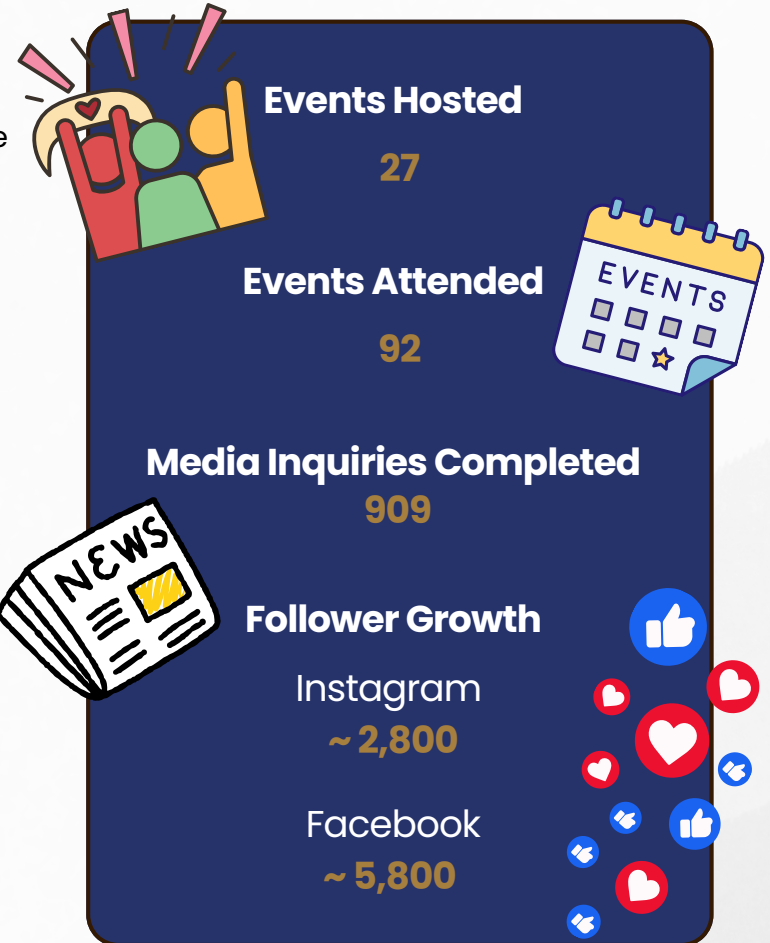 Events Hosted
27
e
EVENTS
Events Attended
92
Media Inquiries Completed
909
NEWS
Follower Growth
Instagram
~ 2,800
Facebook
~ 5,800